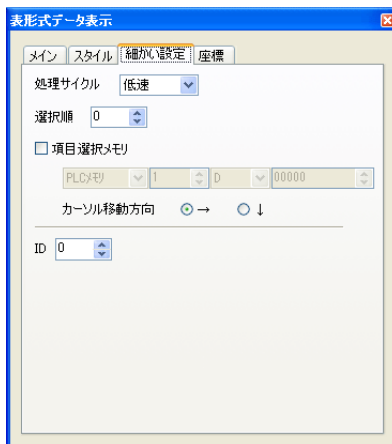 表形式データ表示
メイン スタイル 細かい設定 座標
処理サイクル 低速
選択順 0
項目選択メモリ
PLCメモリ 1 D 00000
カーソル移動方向 → ↓
ID 0